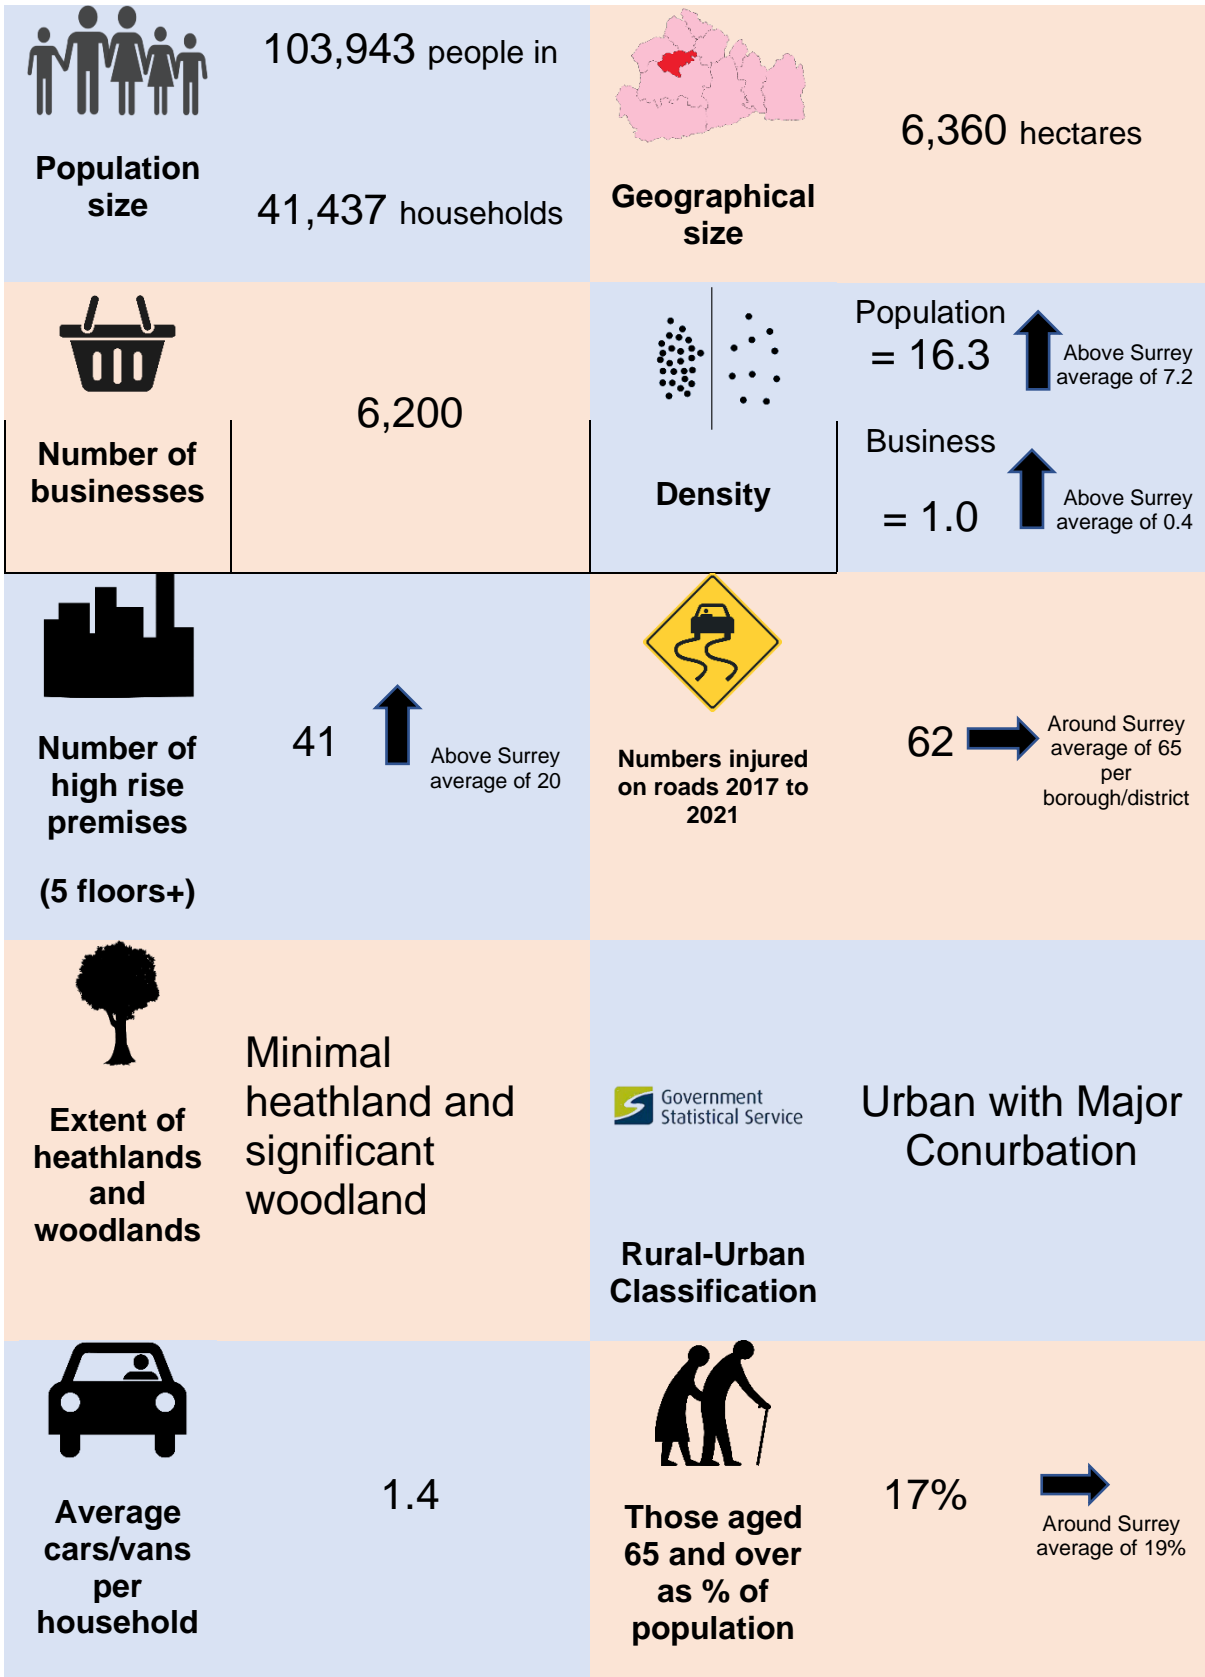 103,943 people in
Population
size
41,437 households
Geographical
size
6,360 hectares
Number of
businesses
6,200
Density
Population
= 16.3
Above Surrey
average of 7.2
Business
= 1.0
Above Surrey
average of 0.4
Number of
high rise
premises
(5 floors+)
41
Above Surrey
average of 20
Numbers injured
on roads 2017 to
2021
62
Around Surrey
average of 65
per
borough/district
Extent of
heathlands
and
woodlands
Minimal
heathland and
significant
woodland
Government
Statistical Service
Rural-Urban
Classification
Urban with Major
Conurbation
Average
cars/vans
per
household
1.4
Those aged
65 and over
as % of
population
17%
Around Surrey
average of 19%